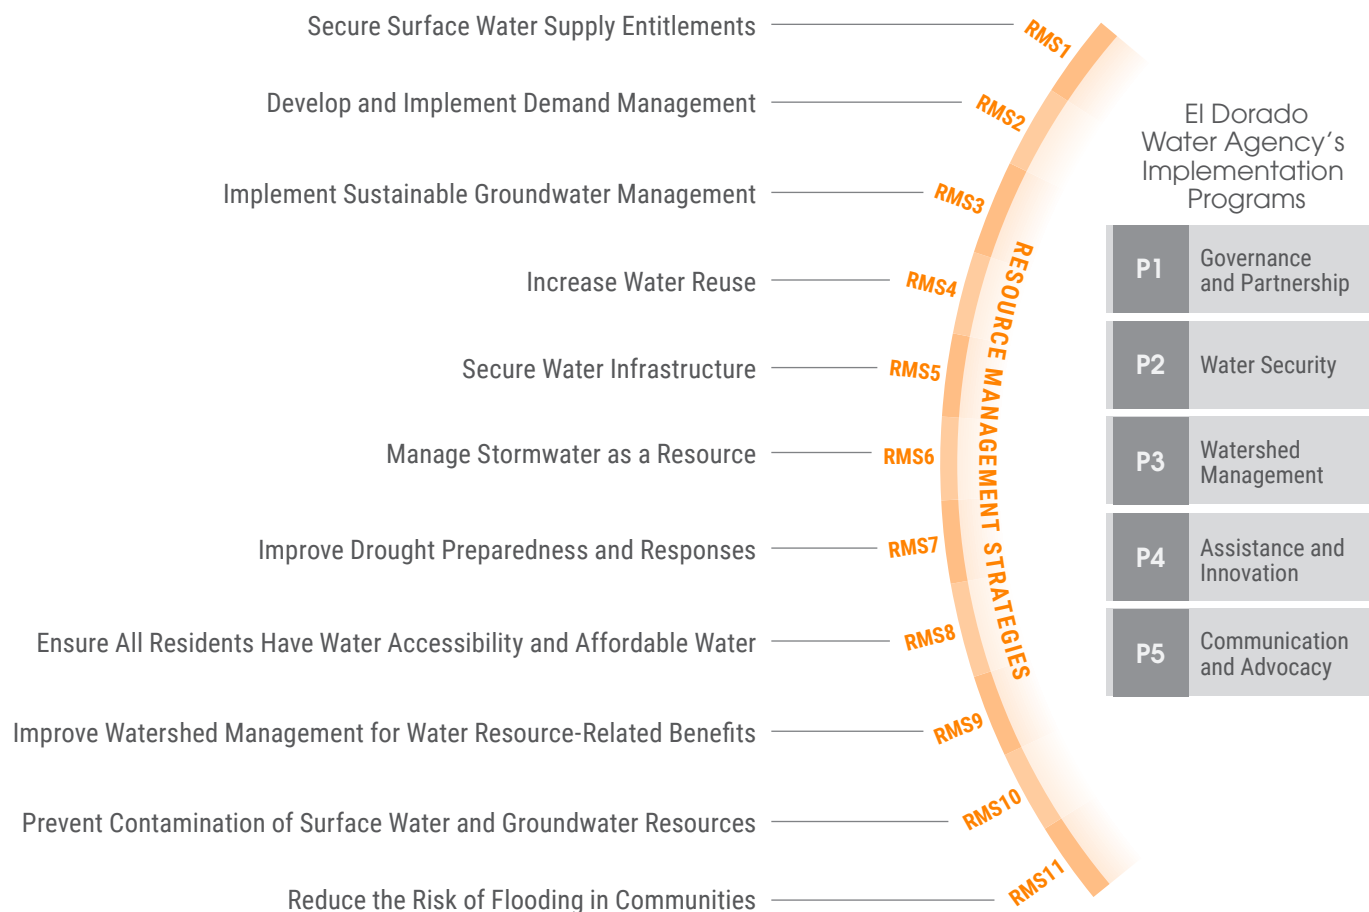 Secure Surface Water Supply Entitlements
RMS1
Develop and Implement Demand Management
RMS2
Implement Sustainable Groundwater Management
RMS3
Increase Water Reuse
RMS4
Secure Water Infrastructure
RMS5
Manage Stormwater as a Resource
RMS6
Improve Drought Preparedness and Responses
RMS7
Ensure All Residents Have Water Accessibility and Affordable Water
RMS8
Improve Watershed Management for Water Resource-Related Benefits
RMS9
Prevent Contamination of Surface Water and Groundwater Resources
RMS10
Reduce the Risk of Flooding in Communities
RMS11
RESOURCE MANAGEMENT STRATEGIES
El Dorado
Water Agency’s
Implementation
Programs
P1
Governance
and Partnership
P2
Water Security
P3
Watershed
Management
P4
Assistance and
Innovation
P5
Communication
and Advocacy